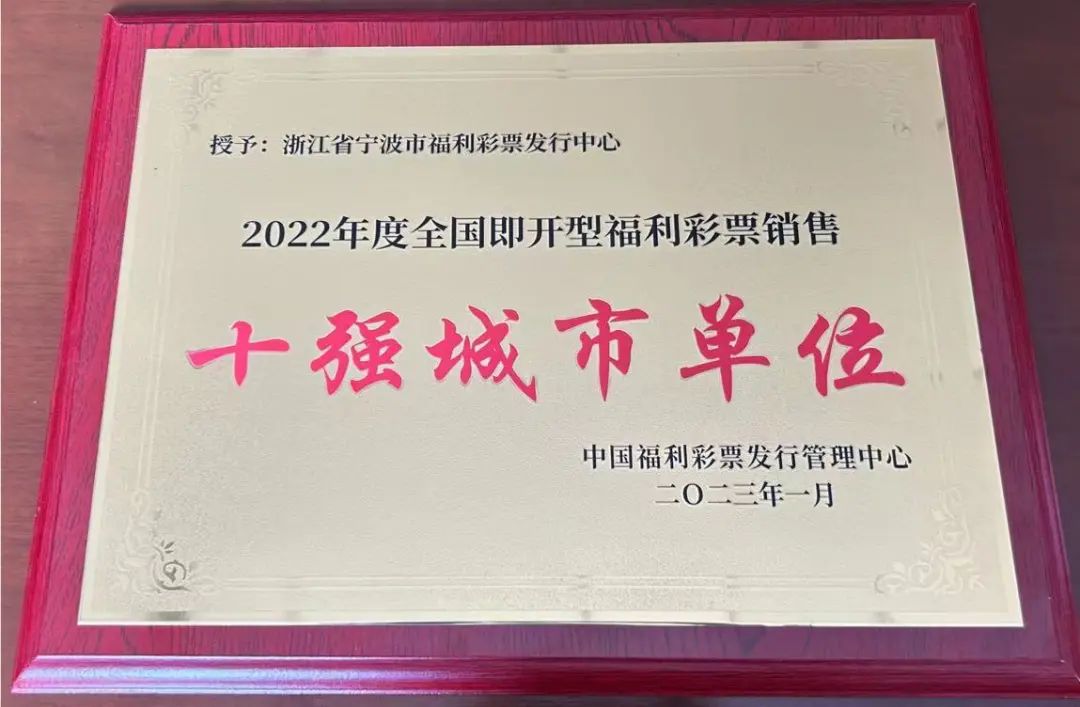 授予：浙江省宁波市福利彩票发行中心
2022年度全国即开型福利彩票销售
十强城市单位
中国福利彩票发行管理中心
二〇二三年一月